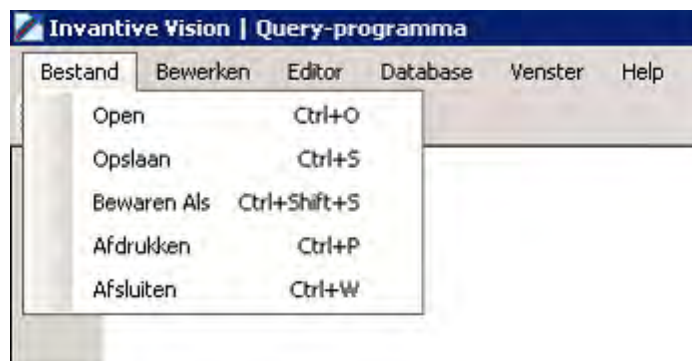 Invantive Vision | Query-programma
Bestand Bewerken Editor Database Venster Help
Open Ctrl+O
Opslaan Ctrl+S
Bewaren Als Ctrl+Shift+S
Afdrukken Ctrl+P
Afsluiten Ctrl+W